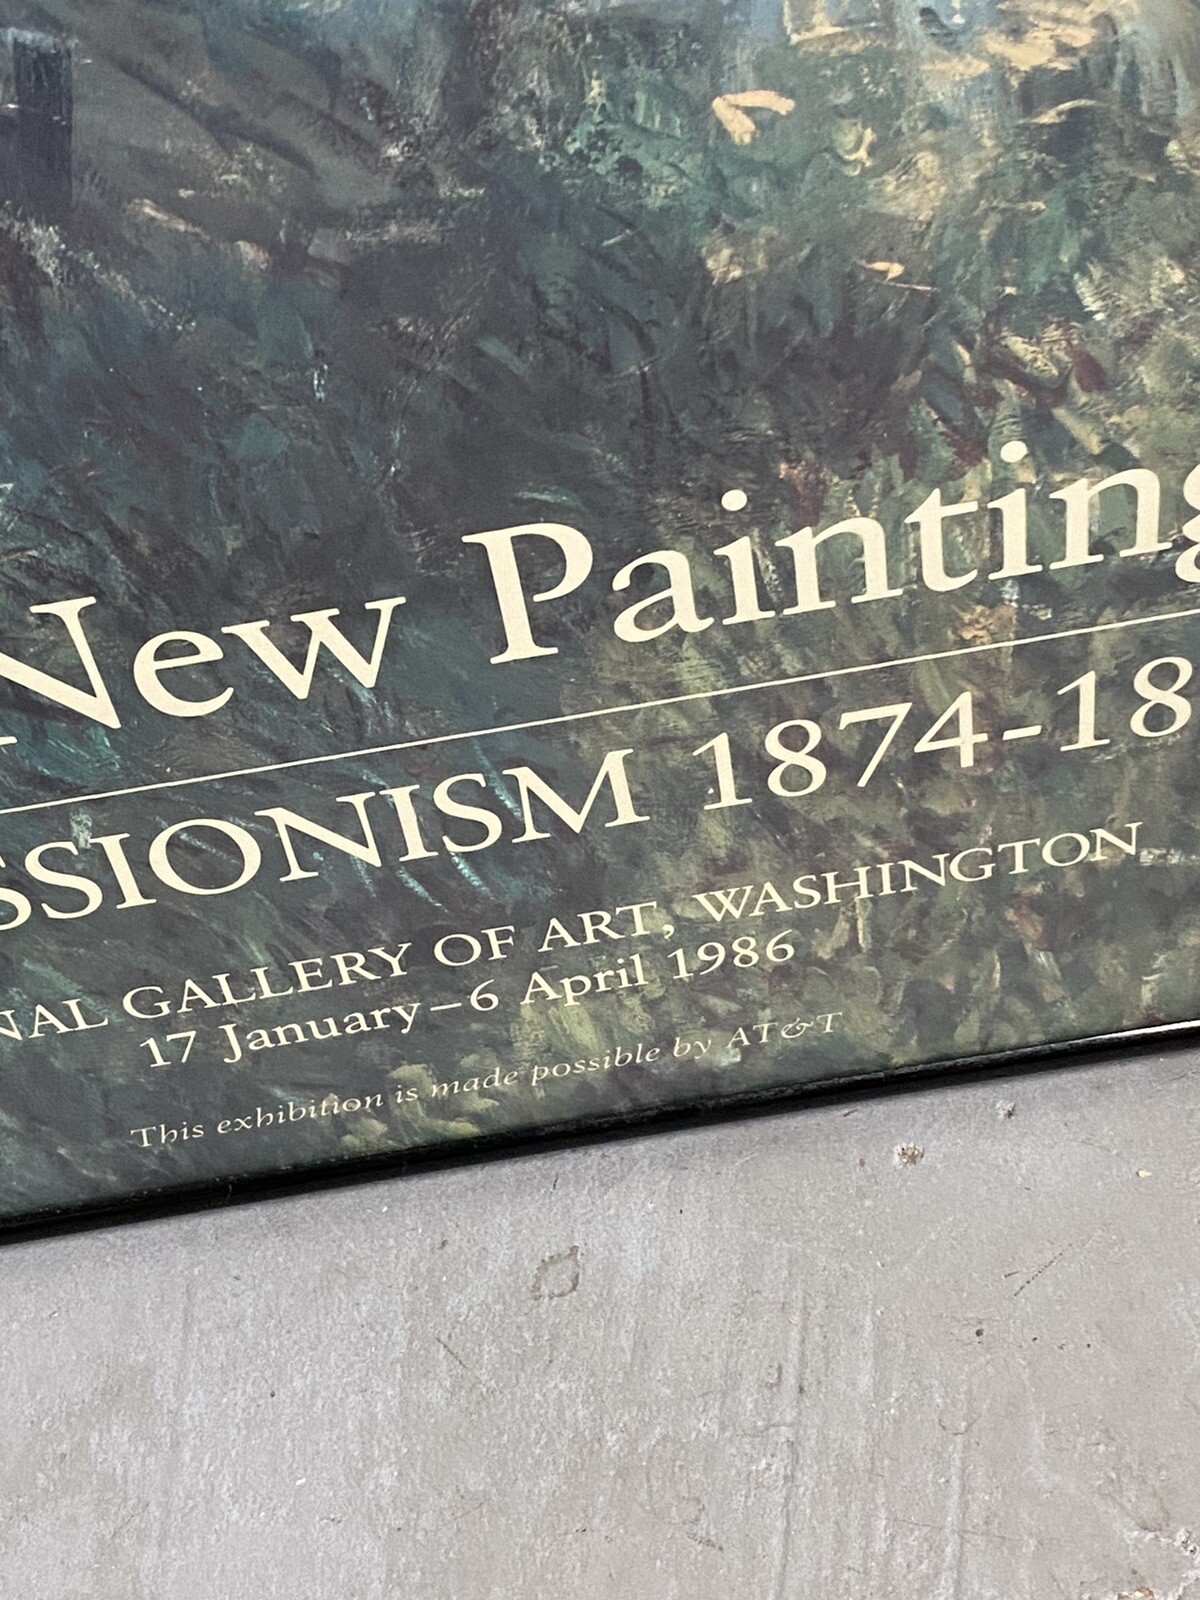 New Painting
SSIONISM 1874-18
NAL GALLERY OF ART, WASHINGTON
17 January–6 April 1986
This exhibition is made possible by AT&T